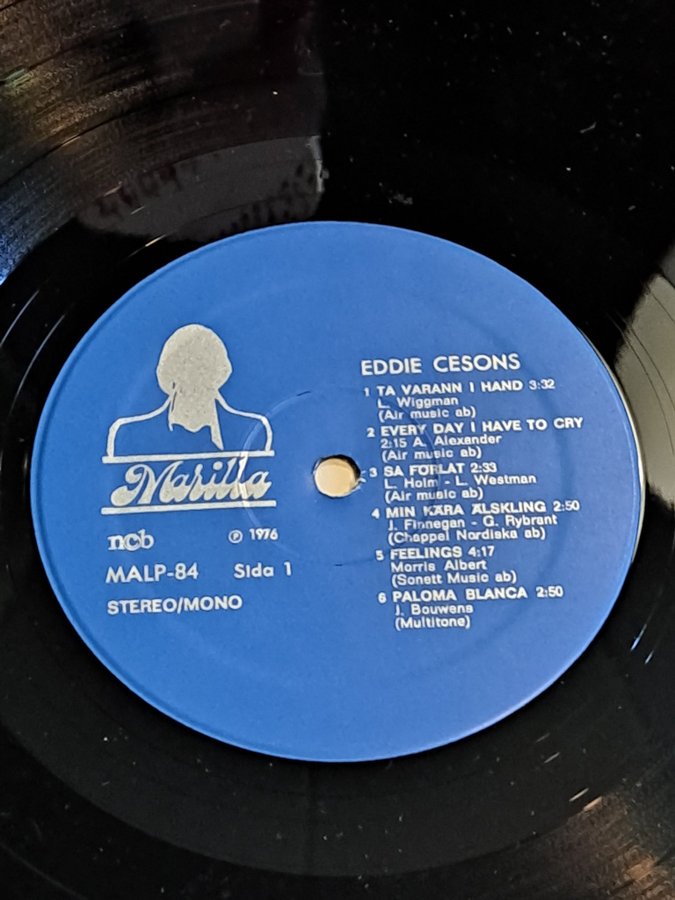 EDDIE CESONS
1 TA VARANN I HAND 3:32
L. Wiggman
(Air music ab)
2 EVERY DAY I HAVE TO CRY
2:15 A. Alexander
(Air music ab)
3 SA FORLAT 2:33
L. Holm - L. Westman
(Air music ab)
4 MIN KÄRA ÄLSKLING 2:50
J. Finnegan - G. Rybrant
(Chappel Nordiska ab)
5 FEELINGS 4:17
Morris Albert
(Sonett Music ab)
6 PALOMA BLANCA 2:50
J. Bouwens
(Multitone)
Marilla
ncb ℗ 1976
MALP-84 Sida 1
STEREO/MONO